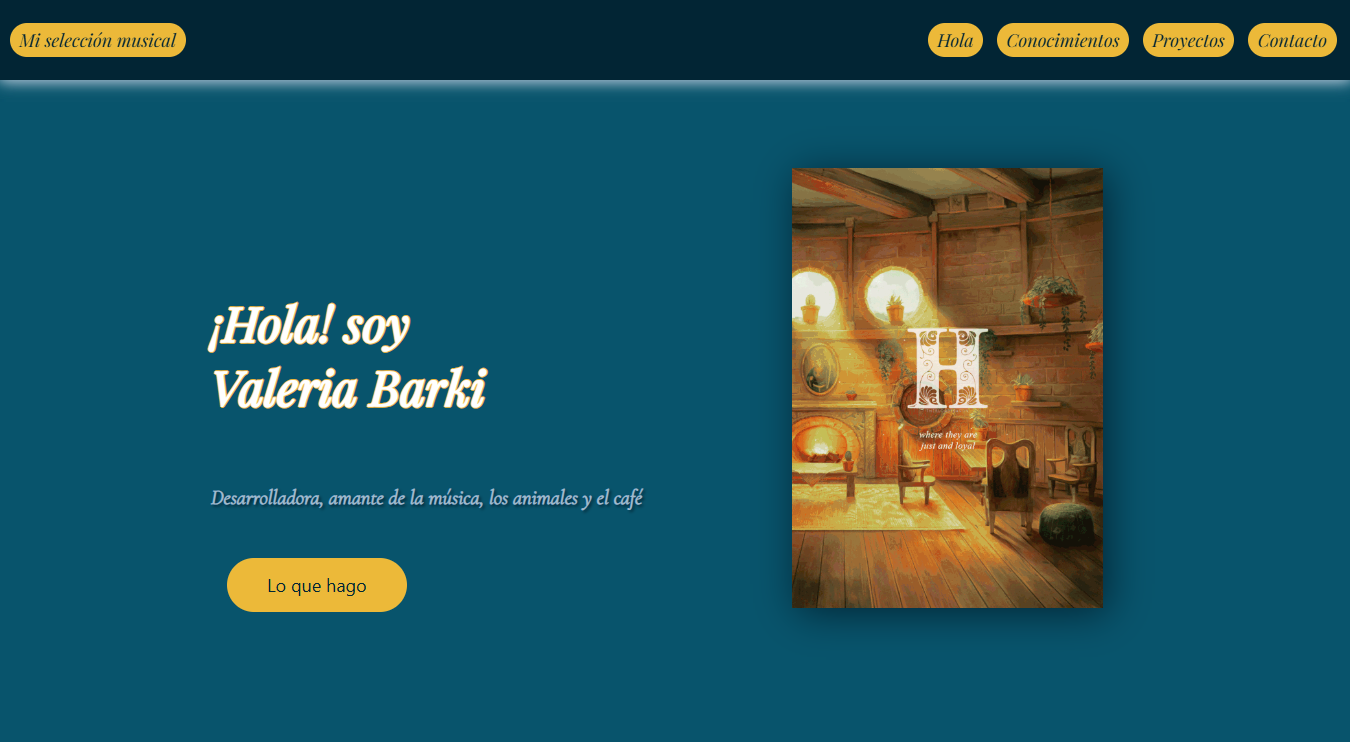 Mi selección musical
Hola
Conocimientos
Proyectos
Contacto
¡Hola! soy
Valeria Barki
Desarrolladora, amante de la música, los animales y el café
Lo que hago
H
where they are
just and loyal